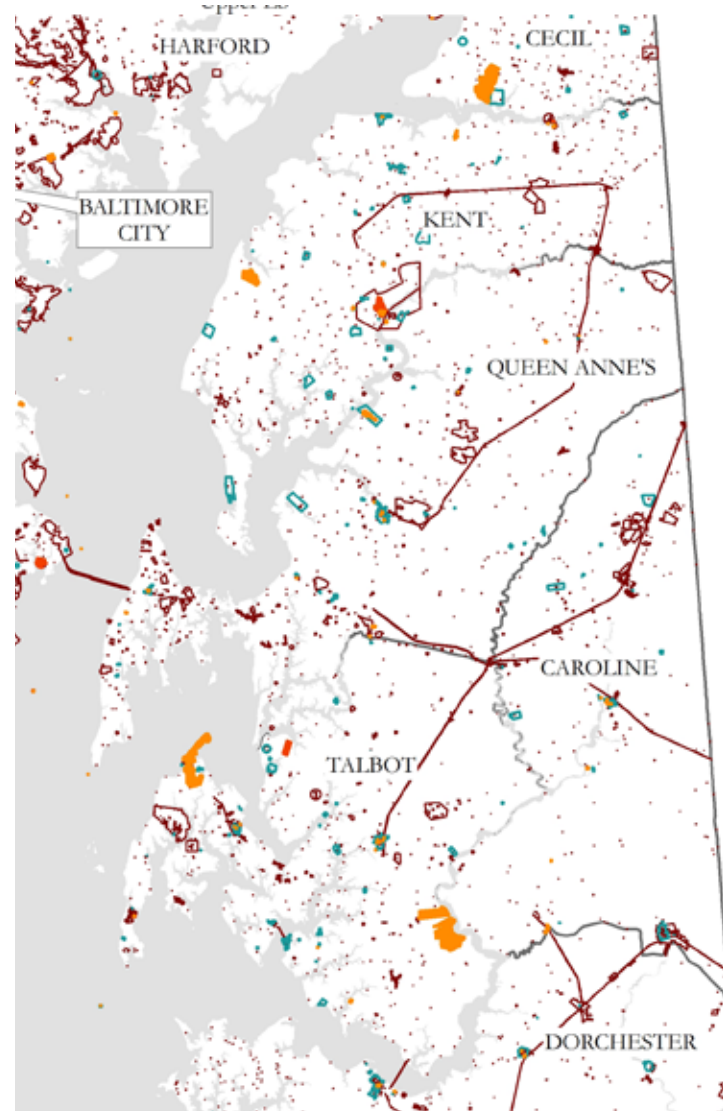 HARFORD
CECIL
BALTIMORE
CITY
KENT
QUEEN ANNE'S
CAROLINE
TALBOT
DORCHESTER